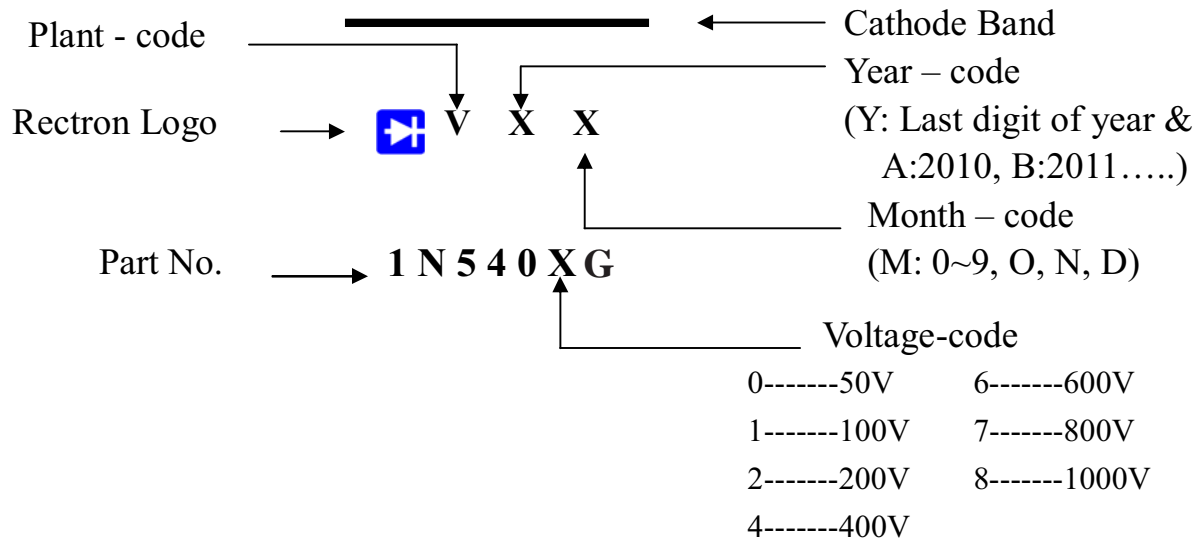 Plant - code
Cathode Band
Year – code
Rectron Logo
V X X
(Y: Last digit of year &
A:2010, B:2011…..)
Month – code
Part No.
1 N 5 4 0 X G
(M: 0~9, O, N, D)
Voltage-code
0-------50V 6-------600V
1-------100V 7-------800V
2-------200V 8-------1000V
4-------400V